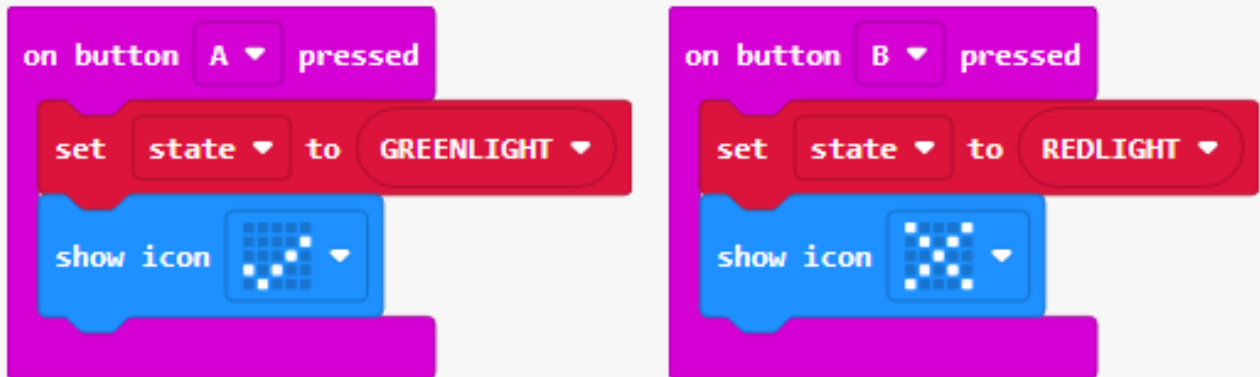 on button A pressed
set state to GREENLIGHT
show icon
on button B pressed
set state to REDLIGHT
show icon